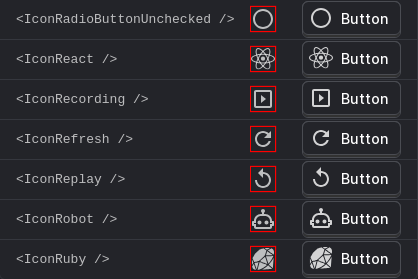 <IconRadioButtonUnchecked /> Button
<IconReact /> Button
<IconRecording /> Button
<IconRefresh /> Button
<IconReplay /> Button
<IconRobot /> Button
<IconRuby /> Button